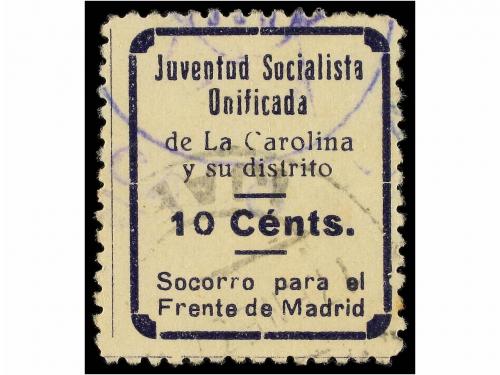 Juventud Socialista
Unificada
de La Carolina
y su distrito
10 Cénts.
Socorro para el
Frente de Madrid